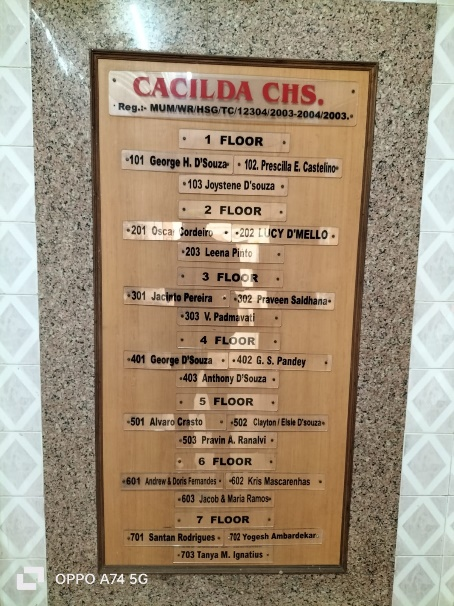 CACILDA CHS.
Reg.:- MUM/WR/HSG/TC/12304/2003-2004/2003.
1 FLOOR
101 George H. D'Souza 102. Prescilla E. Castelino
103 Joystene D'souza
2 FLOOR
201 Oscar Cordeiro 202 LUCY D'MELLO
203 Leena Pinto
3 FLOOR
301 Jacinto Pereira 302 Praveen Saldhana
303 V. Padmavati
4 FLOOR
401 George D'Souza 402 G. S. Pandey
403 Anthony D'Souza
5 FLOOR
501 Alvaro Crasto 502 Clayton / Elsie D'souza
503 Pravin A. Ranalvi
6 FLOOR
601 Andrew & Doris Fernandes 602 Kris Mascarenhas
603 Jacob & Maria Ramos
7 FLOOR
701 Santan Rodrigues 702 Yogesh Ambardekar
703 Tanya M. Ignatius
OPPO A74 5G